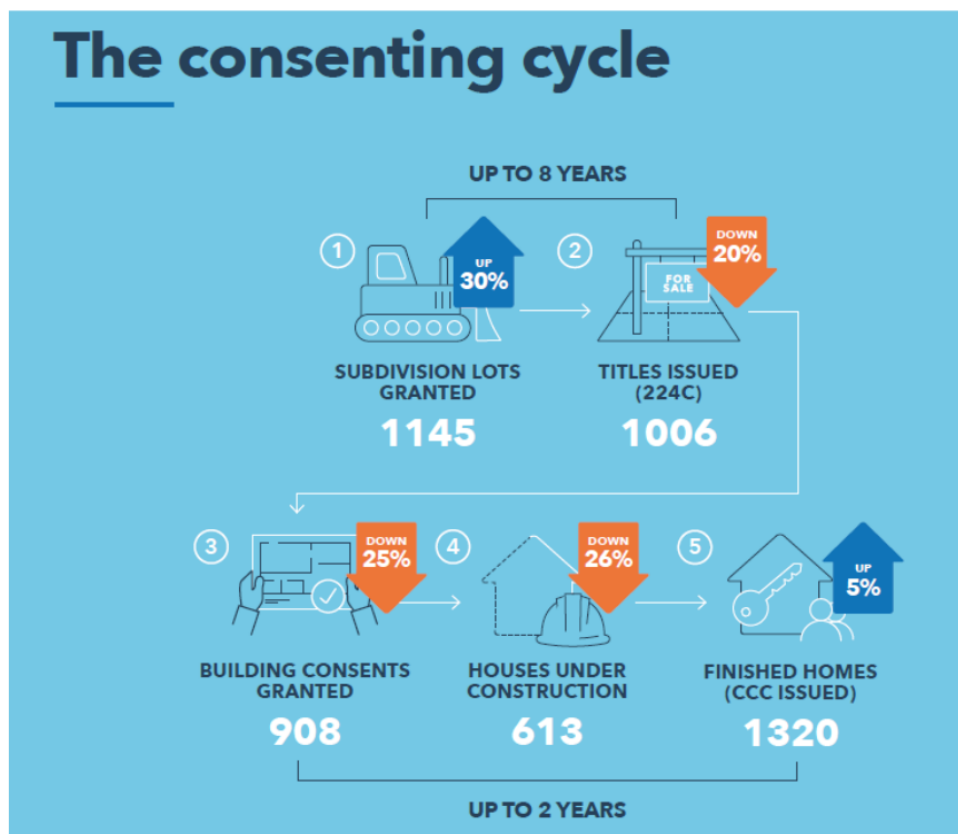 The consenting cycle
UP TO 8 YEARS
1
UP
30%
2
DOWN
20%
FOR
SALE
SUBDIVISION LOTS
GRANTED
1145
TITLES ISSUED
(224C)
1006
3
DOWN
25%
4
DOWN
26%
5
UP
5%
BUILDING CONSENTS
GRANTED
908
HOUSES UNDER
CONSTRUCTION
613
FINISHED HOMES
(CCC ISSUED)
1320
UP TO 2 YEARS